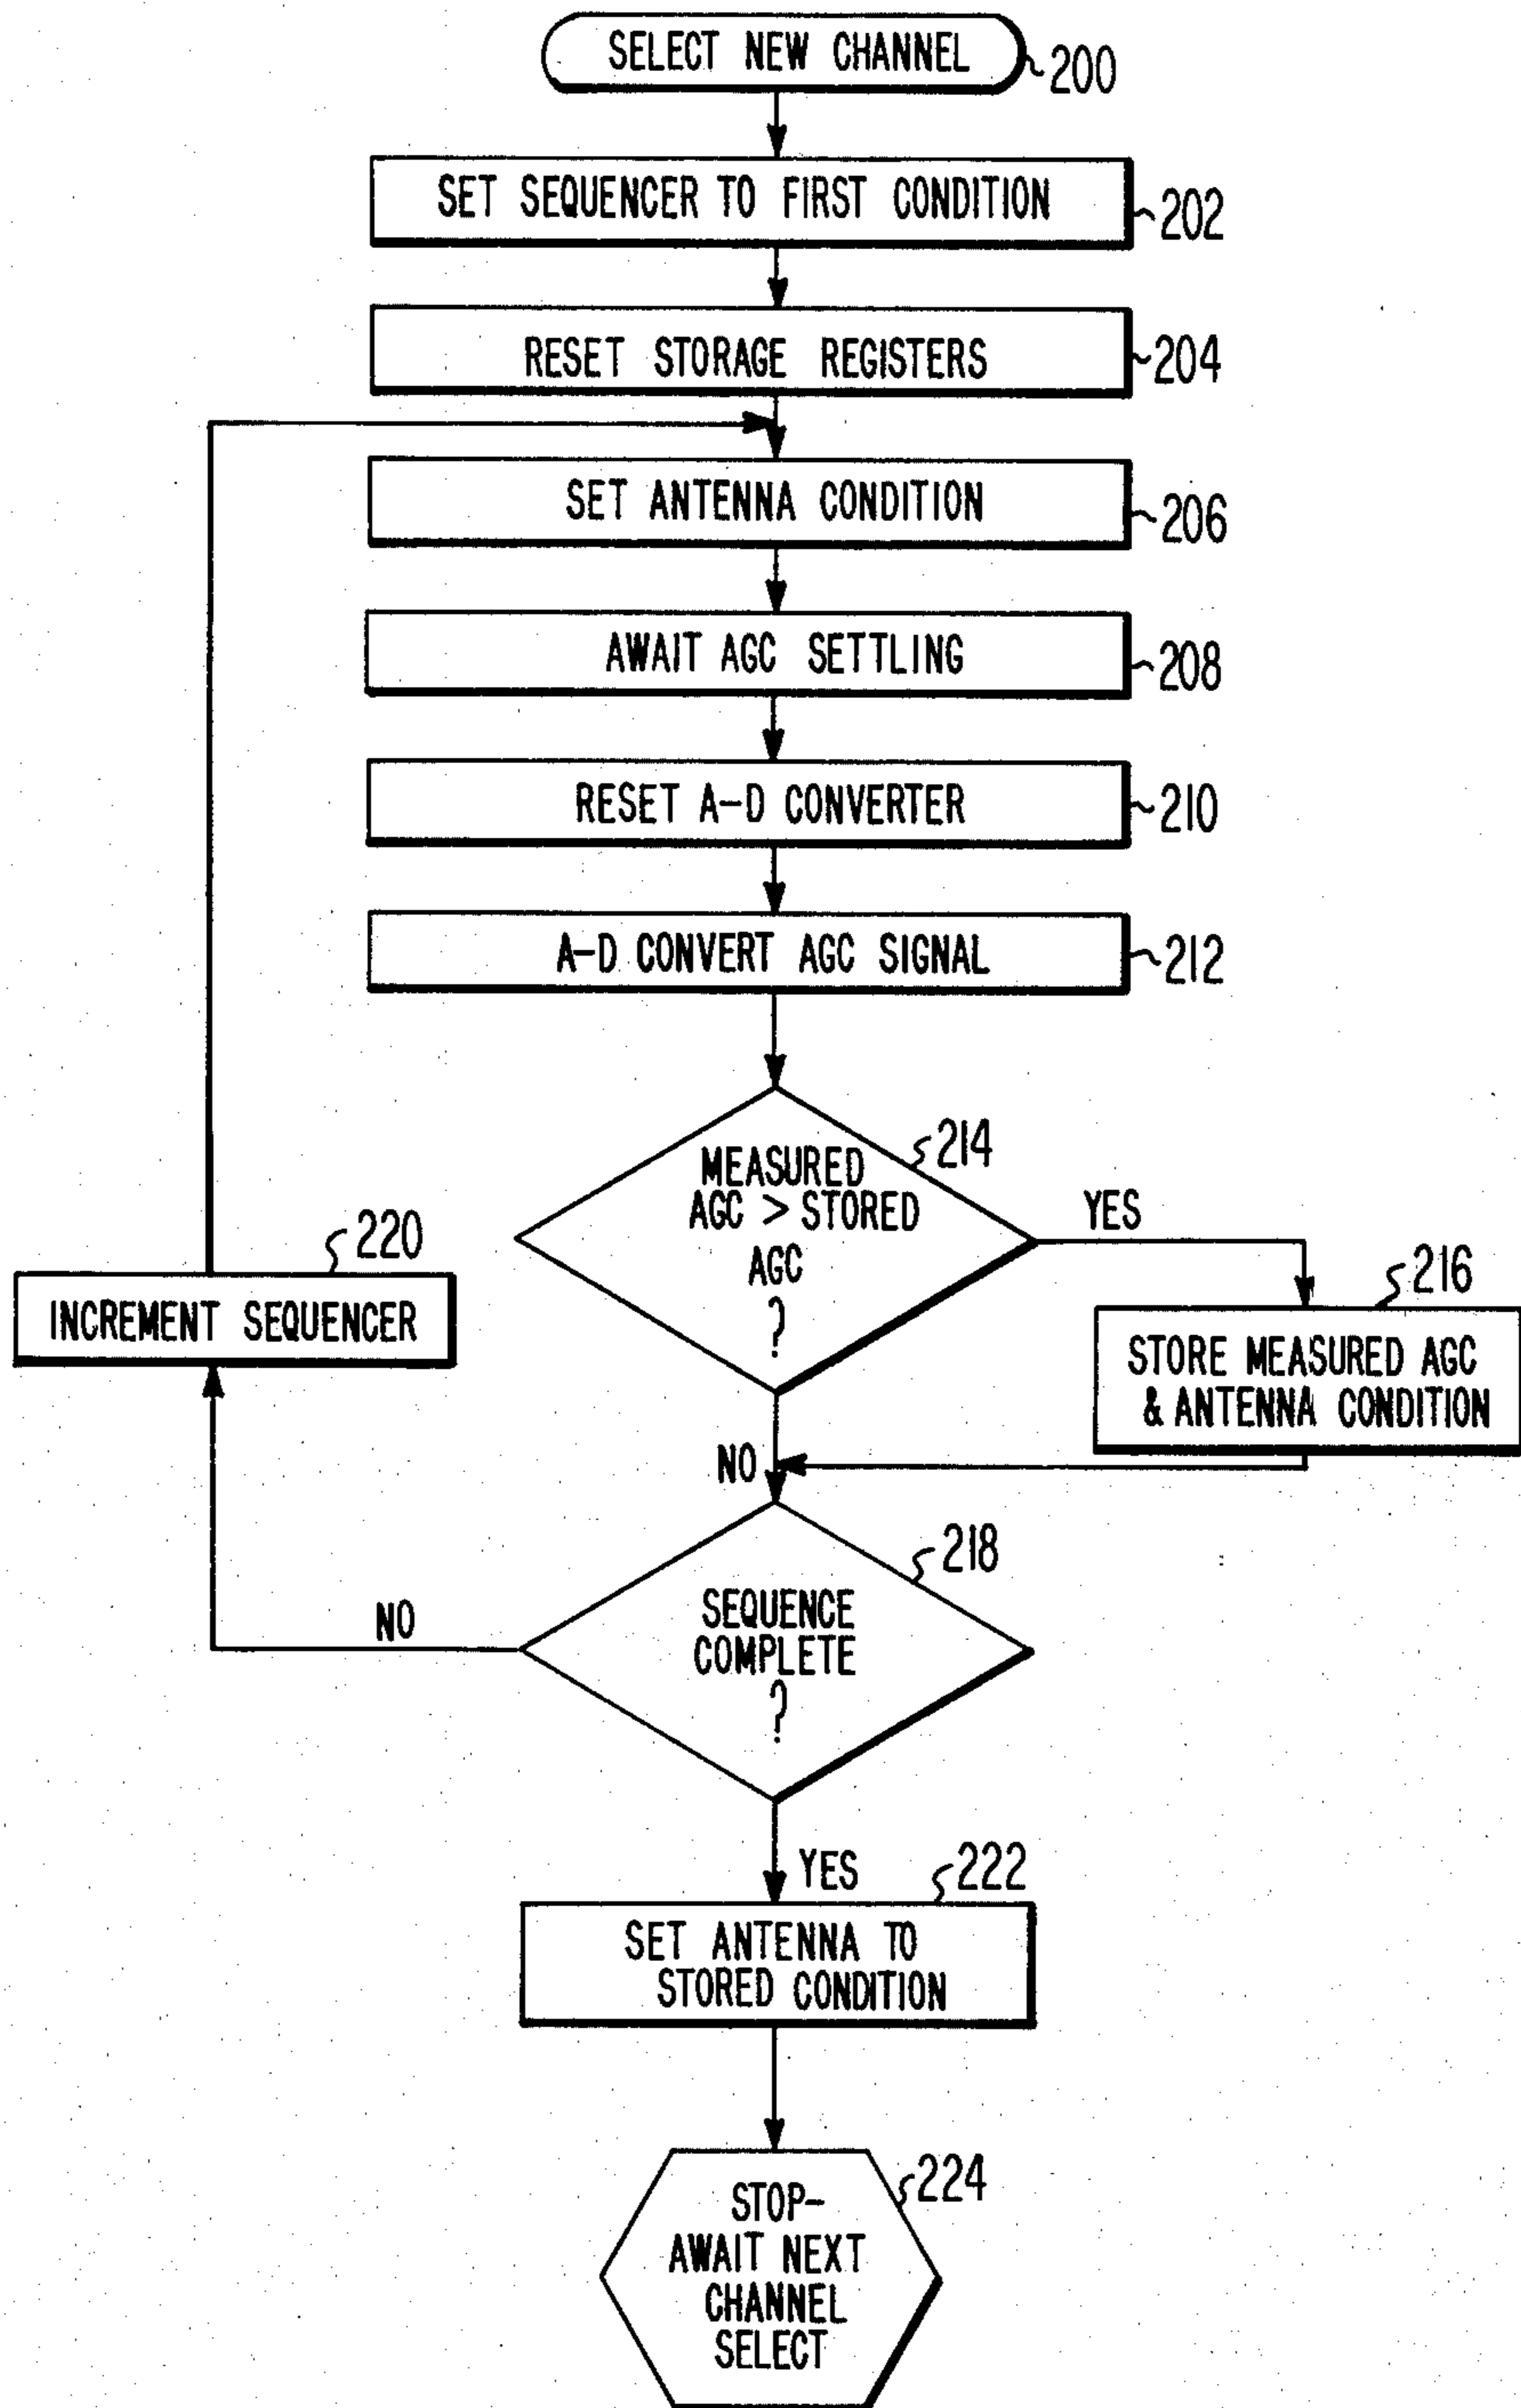 SELECT NEW CHANNEL
200
SET SEQUENCER TO FIRST CONDITION
202
RESET STORAGE REGISTERS
204
SET ANTENNA CONDITION
206
AWAIT AGC SETTLING
208
RESET A-D CONVERTER
210
A-D CONVERT AGC SIGNAL
212
214
MEASURED
AGC > STORED
AGC
?
YES
216
STORE MEASURED AGC
& ANTENNA CONDITION
NO
220
INCREMENT SEQUENCER
218
SEQUENCE
COMPLETE
?
NO
YES
222
SET ANTENNA TO
STORED CONDITION
224
STOP-
AWAIT NEXT
CHANNEL
SELECT